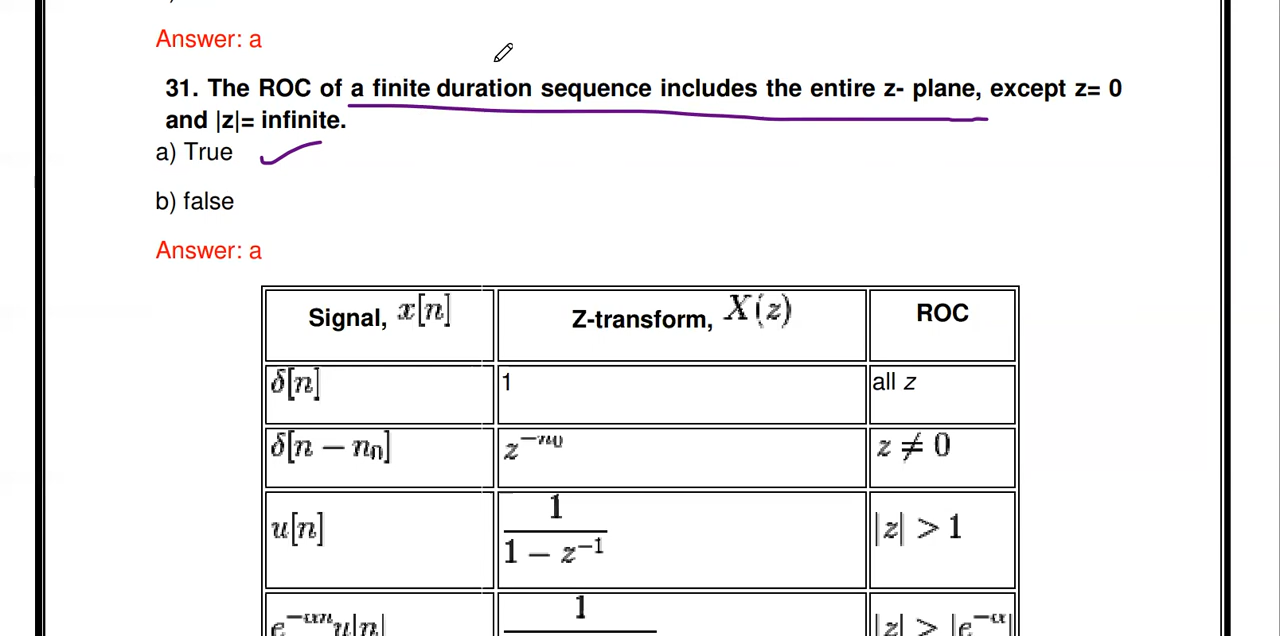 Answer: a
31. The ROC of a finite duration sequence includes the entire z- plane, except z= 0
and |z|= infinite.
a) True
b) false
Answer: a
Signal, x[n] Z-transform, X(z) ROC
δ[n] 1 all z
δ[n − n₀] z⁻ⁿ⁰ z ≠ 0
u[n] 1 / 1 − z⁻¹ |z| > 1
e⁻ᵅⁿu[n] 1 |z| > |e⁻ᵅ|